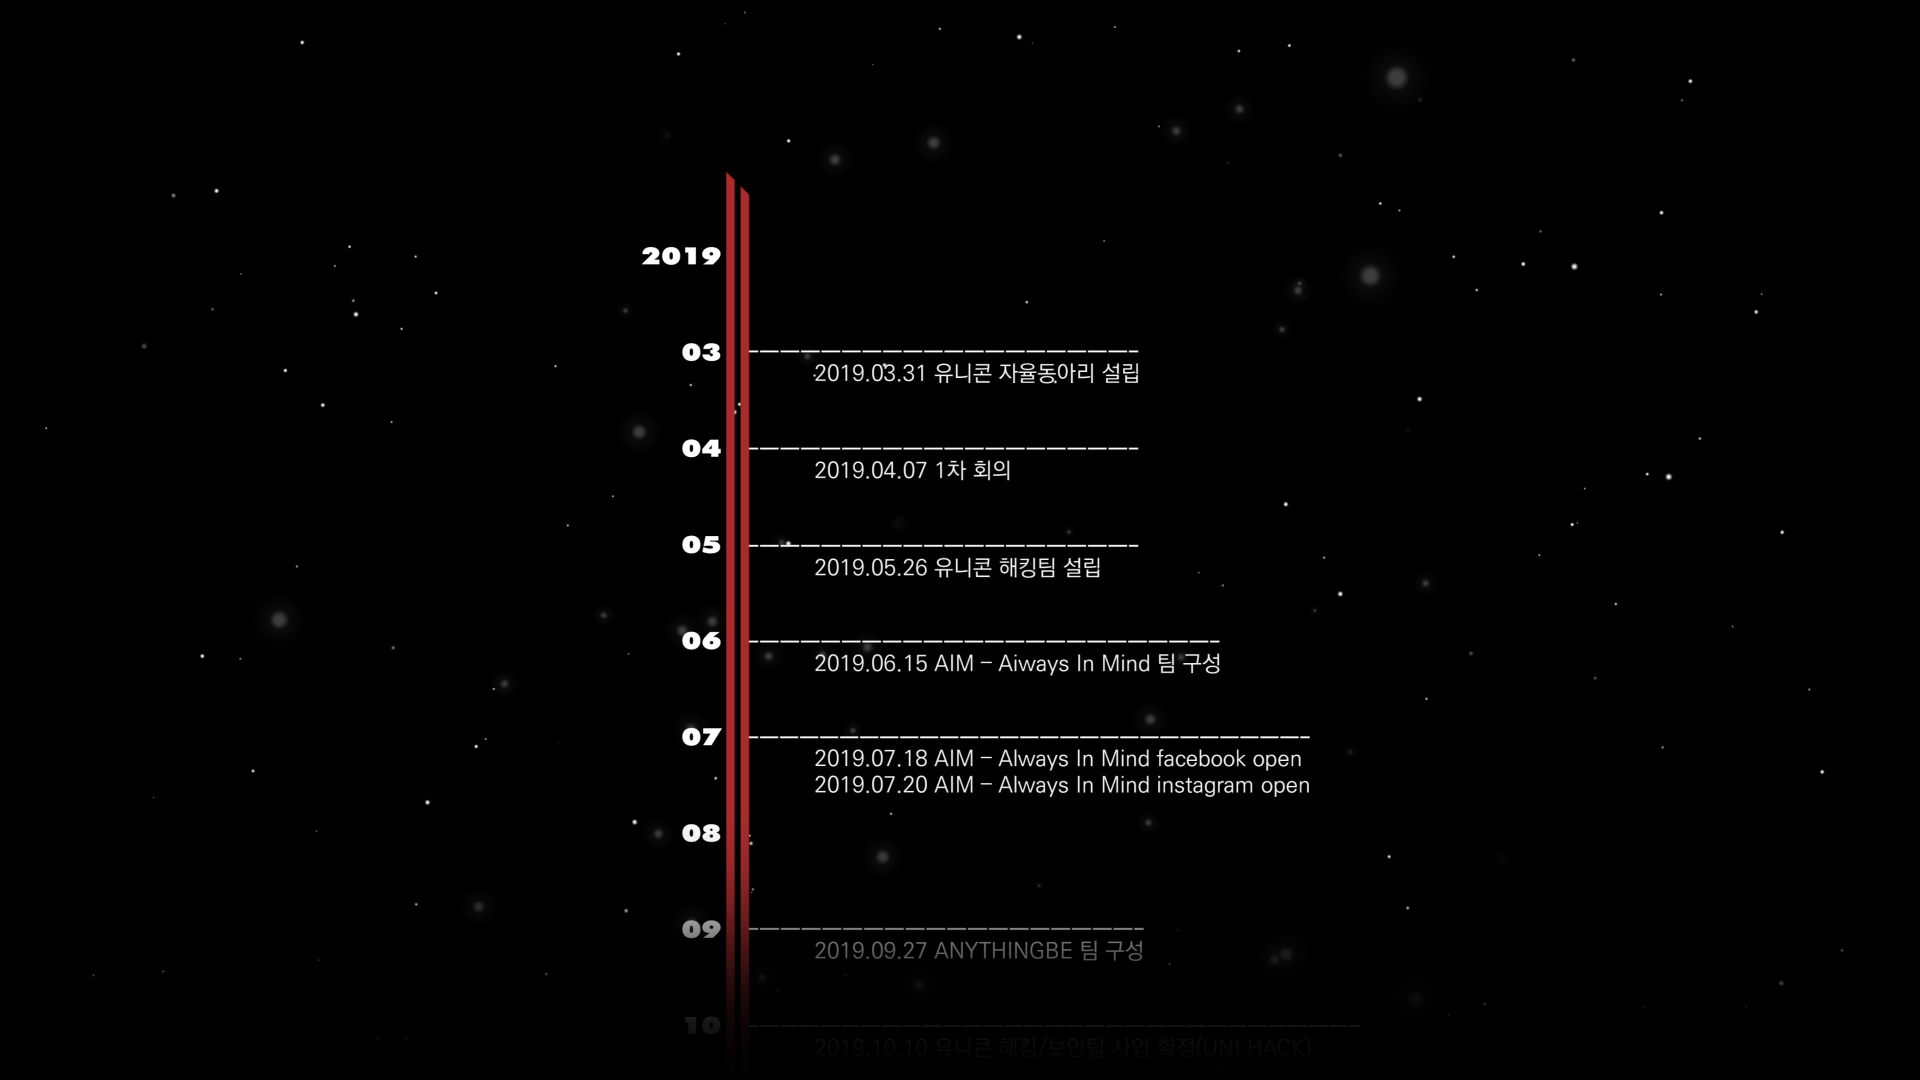 2019
03
2019.03.31 유니콘 자율동아리 설립
04
2019.04.07 1차 회의
05
2019.05.26 유니콘 해킹팀 설립
06
2019.06.15 AIM - Aiways In Mind 팀 구성
07
2019.07.18 AIM - Always In Mind facebook open
2019.07.20 AIM - Always In Mind instagram open
08
09
2019.09.27 ANYTHINGBE 팀 구성
10
2019.10.10 유니콘 해킹/보안팀 사업 확정(UNI HACK)